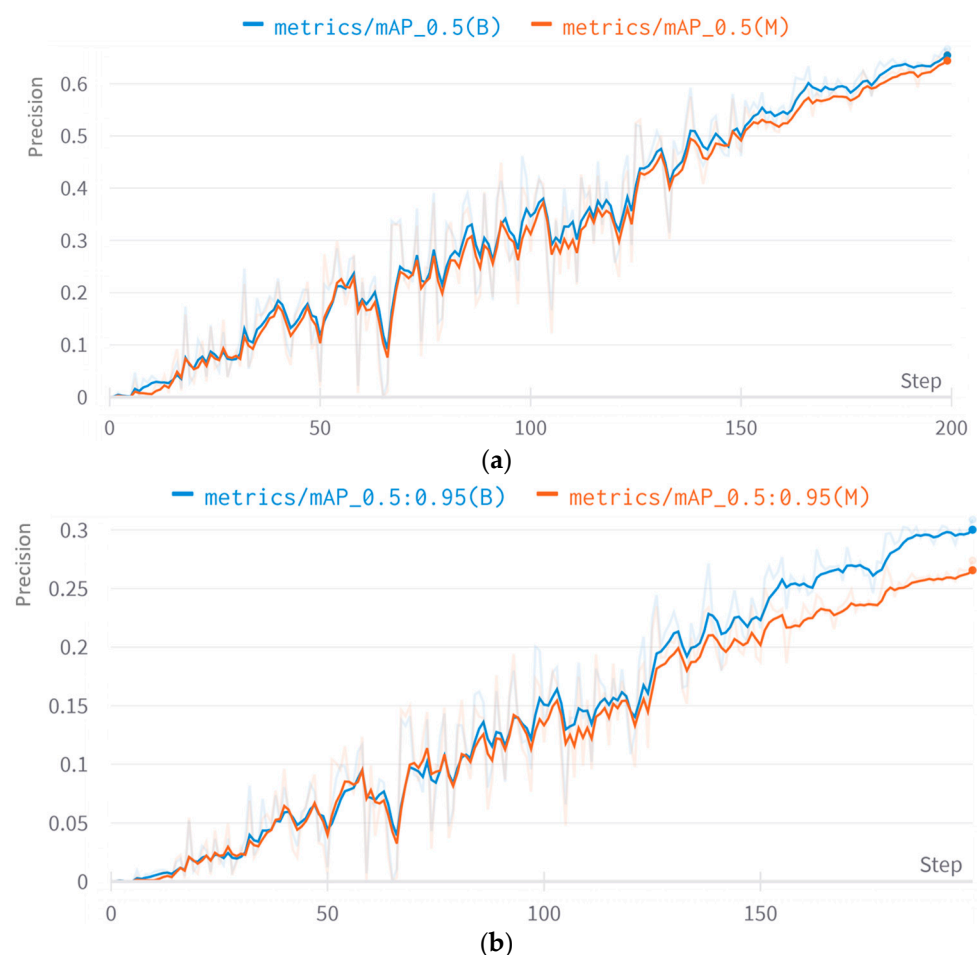 metrics/mAP_0.5(B) metrics/mAP_0.5(M)
Precision
0.6
0.5
0.4
0.3
0.2
0.1
0
Step
0 50 100 150 200
(a)
metrics/mAP_0.5:0.95(B) metrics/mAP_0.5:0.95(M)
Precision
0.3
0.25
0.2
0.15
0.1
0.05
0
Step
0 50 100 150
(b)